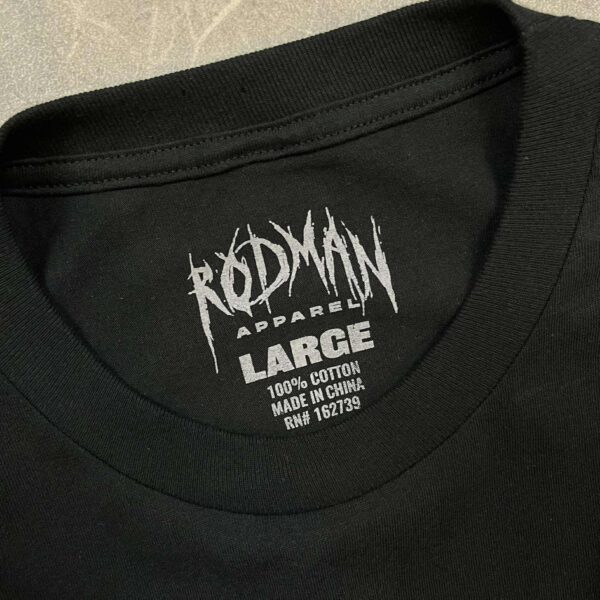 RODMAN
APPAREL
LARGE
100% COTTON
MADE IN CHINA
RN# 162739